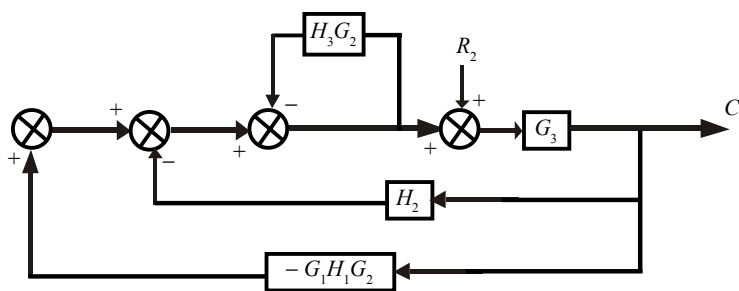 H₃G₂
R₂
−
+
C
+
+
G₃
−
+
+
+
H₂
− G₁H₁G₂